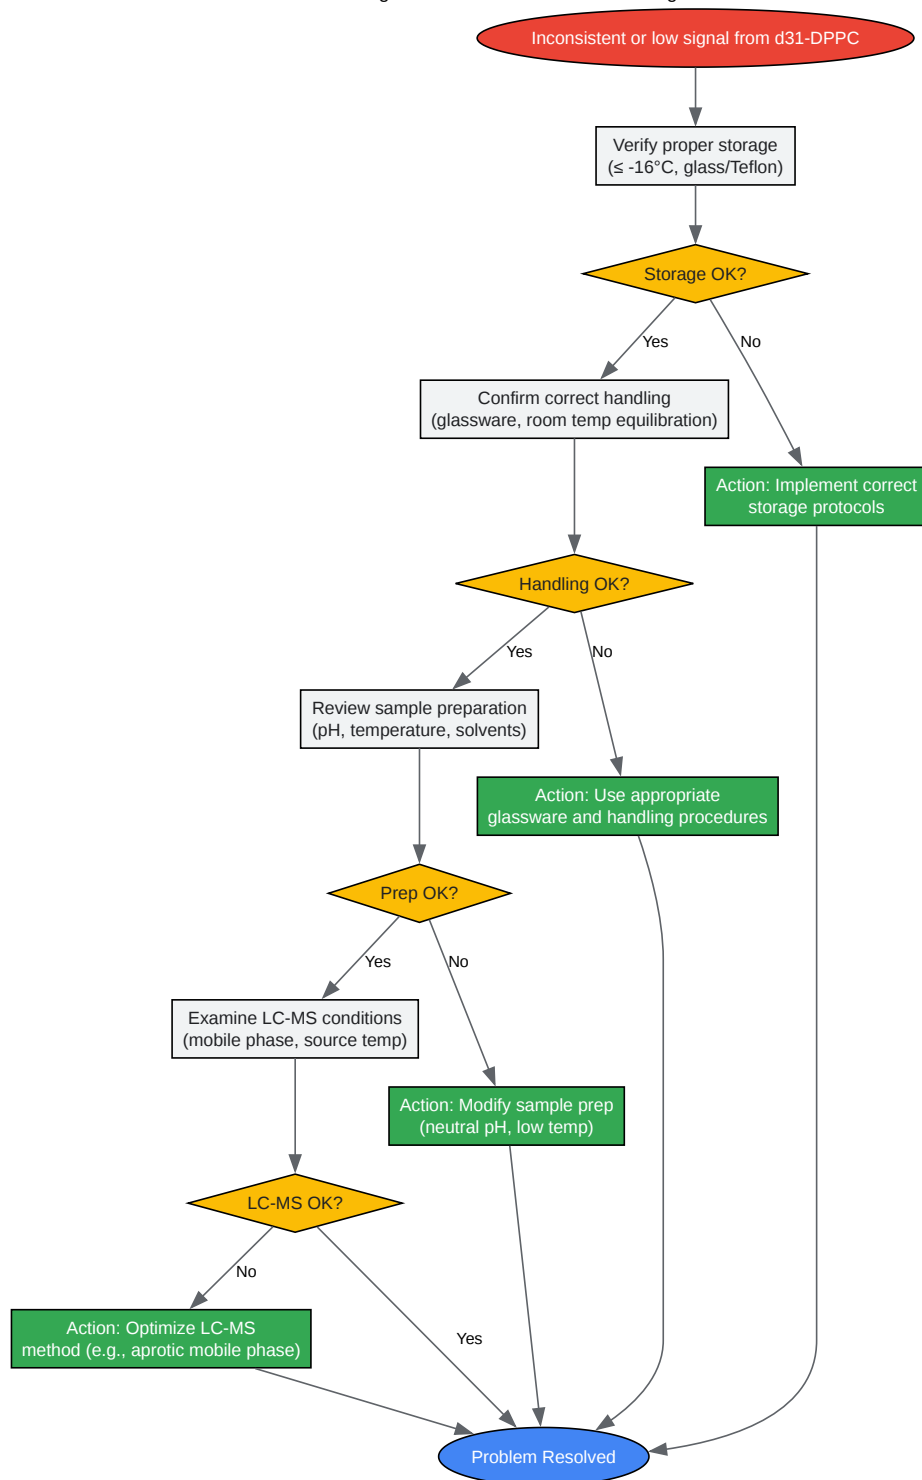 Inconsistent or low signal from d31-DPPC
Verify proper storage
(≤ -16°C, glass/Teflon)
Storage OK?
Yes
No
Confirm correct handling
(glassware, room temp equilibration)
Action: Implement correct
storage protocols
Handling OK?
Yes
No
Review sample preparation
(pH, temperature, solvents)
Action: Use appropriate
glassware and handling procedures
Prep OK?
Yes
No
Examine LC-MS conditions
(mobile phase, source temp)
Action: Modify sample prep
(neutral pH, low temp)
LC-MS OK?
No
Yes
Action: Optimize LC-MS
method (e.g., aprotic mobile phase)
Problem Resolved